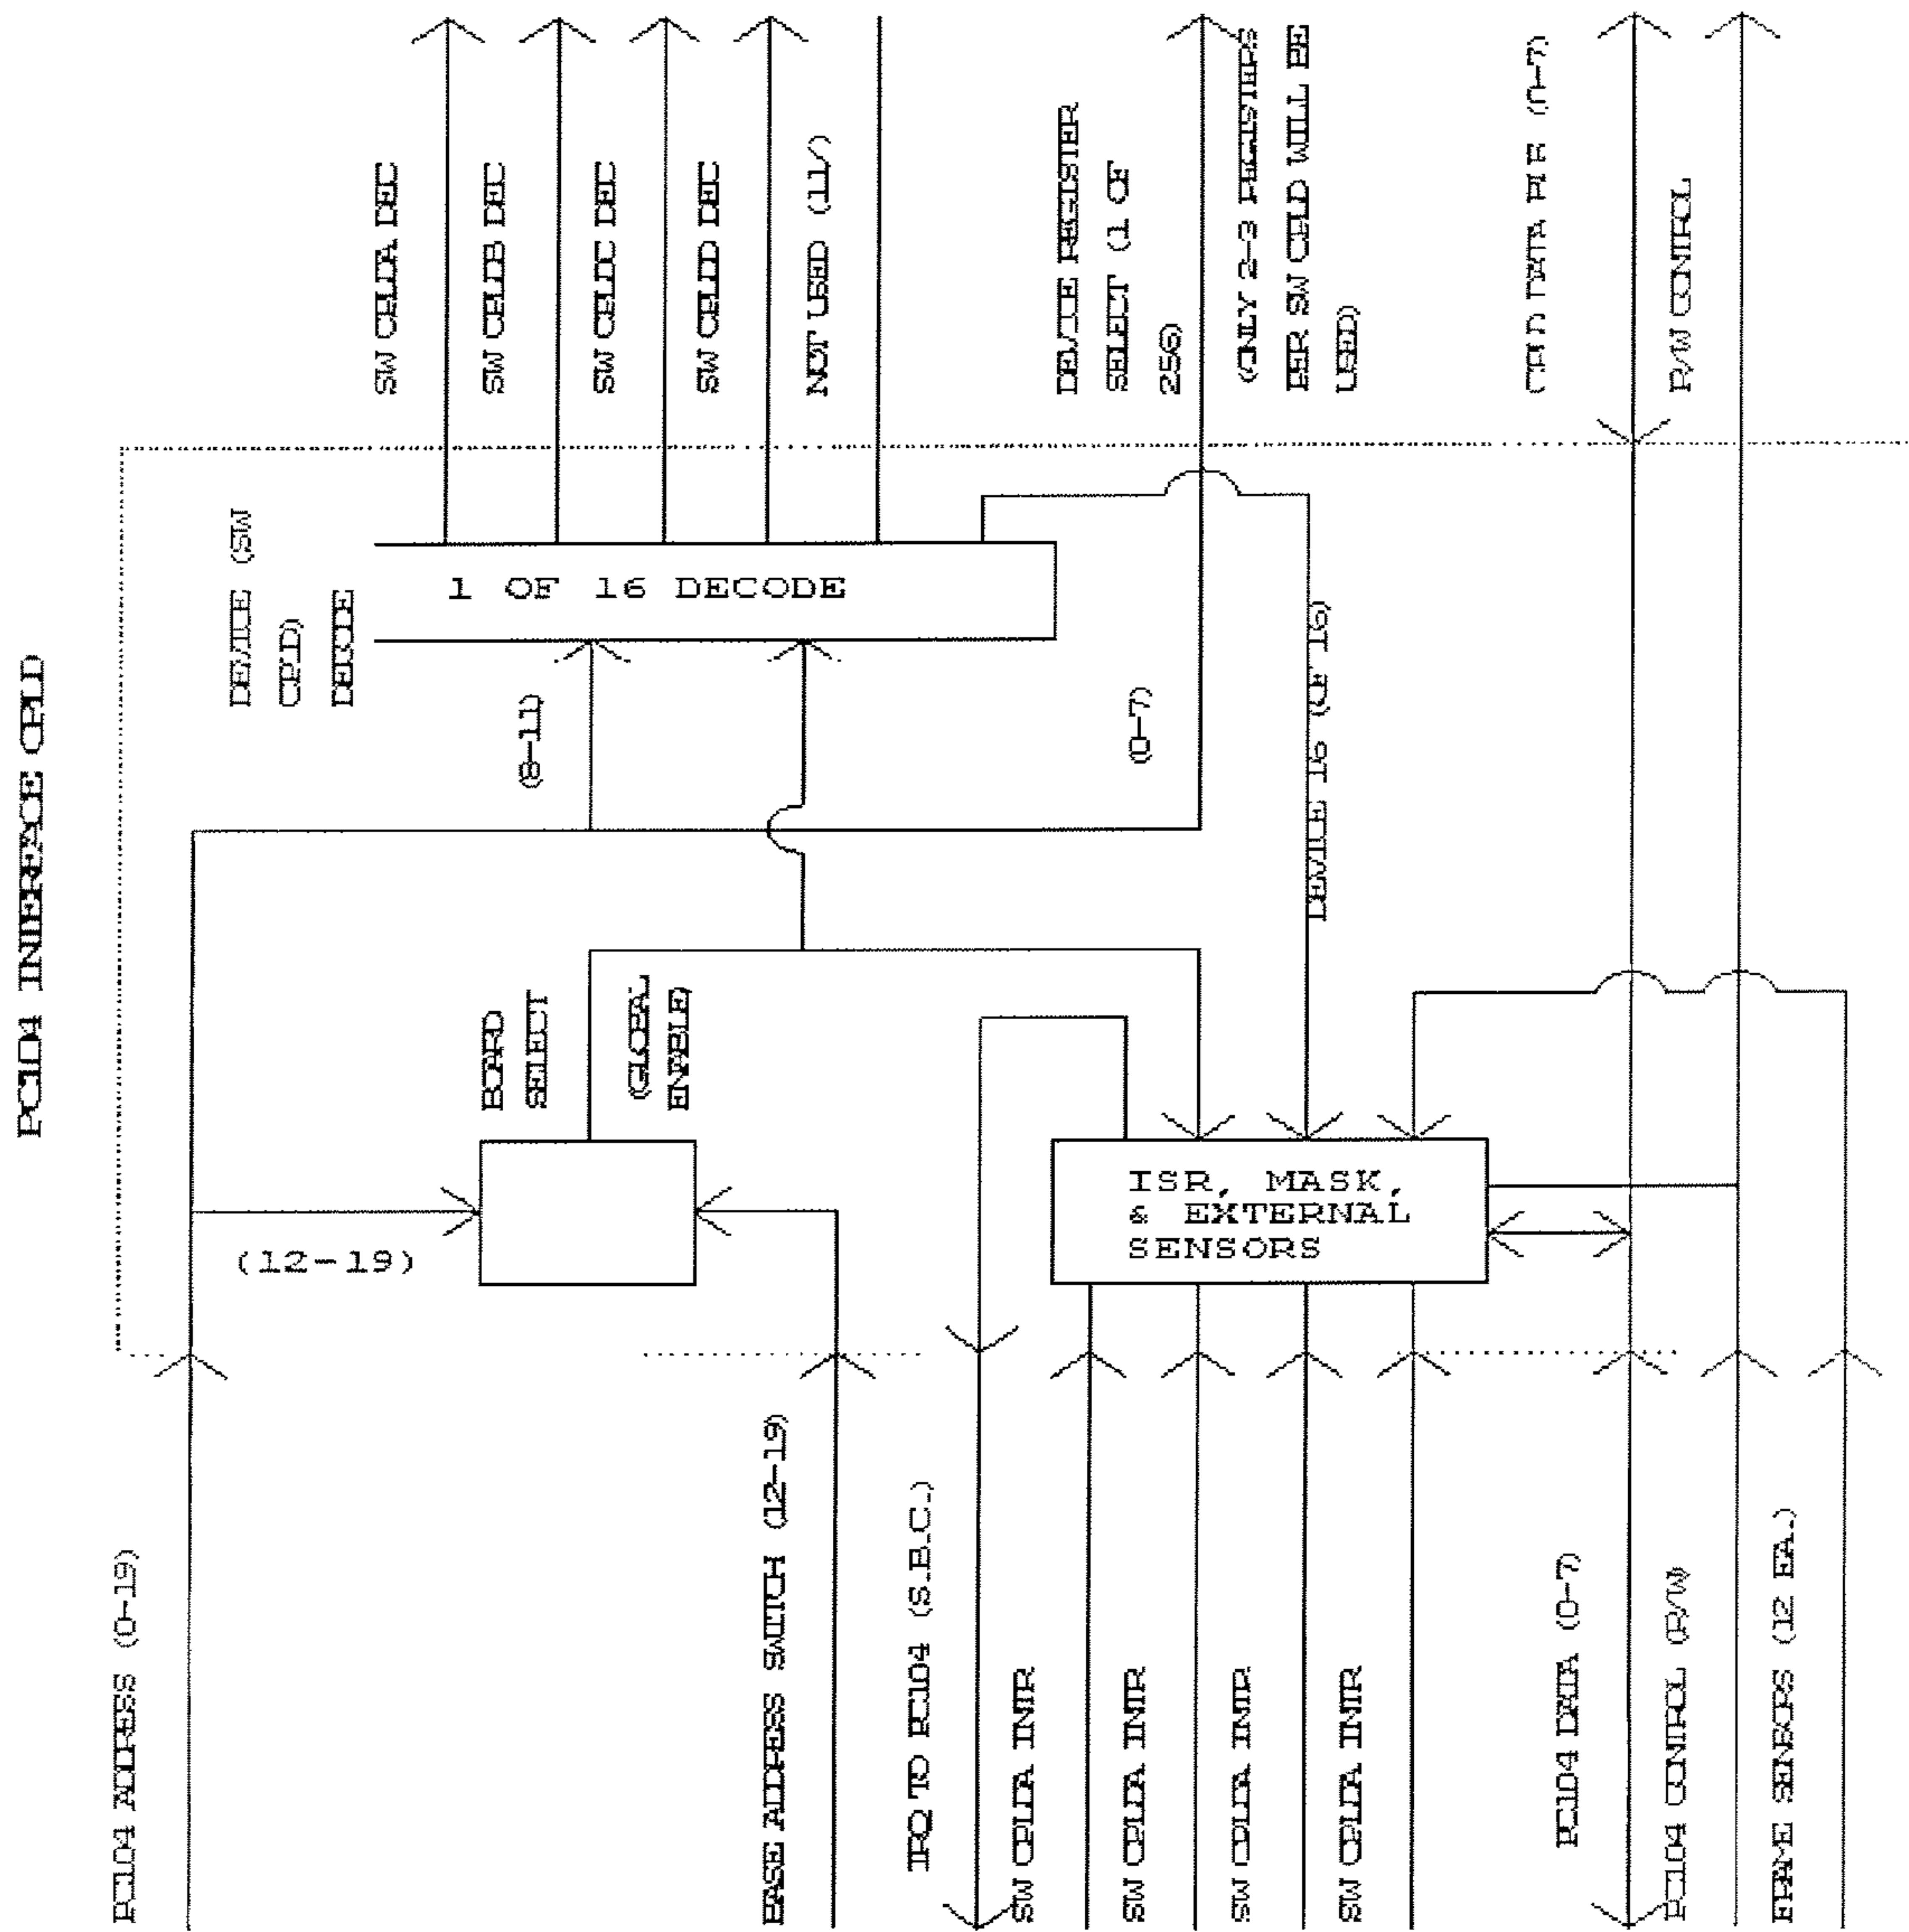 PC104 INTERFACE CPLD
DEVICE (SW
CPLD)
DECODE
SW CPLDA DEC
SW CPLDB DEC
SW CPLDC DEC
SW CPLDD DEC
NOT USED (11/)
1 OF 16 DECODE
DEVICE REGISTER
SELECT (1 OF
256)
(ONLY 2-3 REGISTERS
PER SW CPLD WILL BE
USED)
CPLD DATA (0-7)
R/W CONTROL
(8-11)
(0-7)
DEVICE 16
BOARD
SELECT
(GLOBAL
ENABLE)
(12-19)
ISR, MASK,
& EXTERNAL
SENSORS
PC104 ADDRESS (0-19)
BASE ADDRESS SWITCH (12-19)
IRQ TO PC104 (S.B.C.)
SW CPLDA INTR
SW CPLDA INTR
SW CPLDA INTR
SW CPLDA INTR
PC104 DATA (0-7)
PC104 CONTROL (R/W)
FRAME SENSORS (12 EA.)